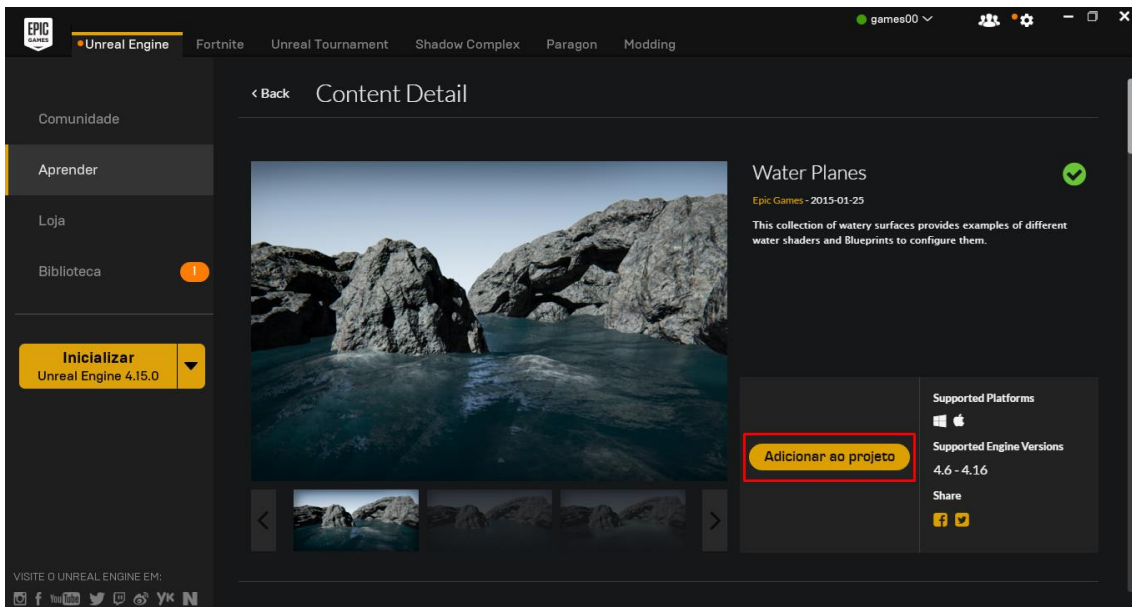 EPIC
GAMES
games00
Unreal Engine
Fortnite
Unreal Tournament
Shadow Complex
Paragon
Modding
Back
Content Detail
Comunidade
Aprender
Loja
Biblioteca
1
Inicializar
Unreal Engine 4.15.0
Water Planes
Epic Games - 2015-01-25
This collection of watery surfaces provides examples of different
water shaders and Blueprints to configure them.
Adicionar ao projeto
Supported Platforms
Supported Engine Versions
4.6 - 4.16
Share
VISITE O UNREAL ENGINE EM:
You Tube